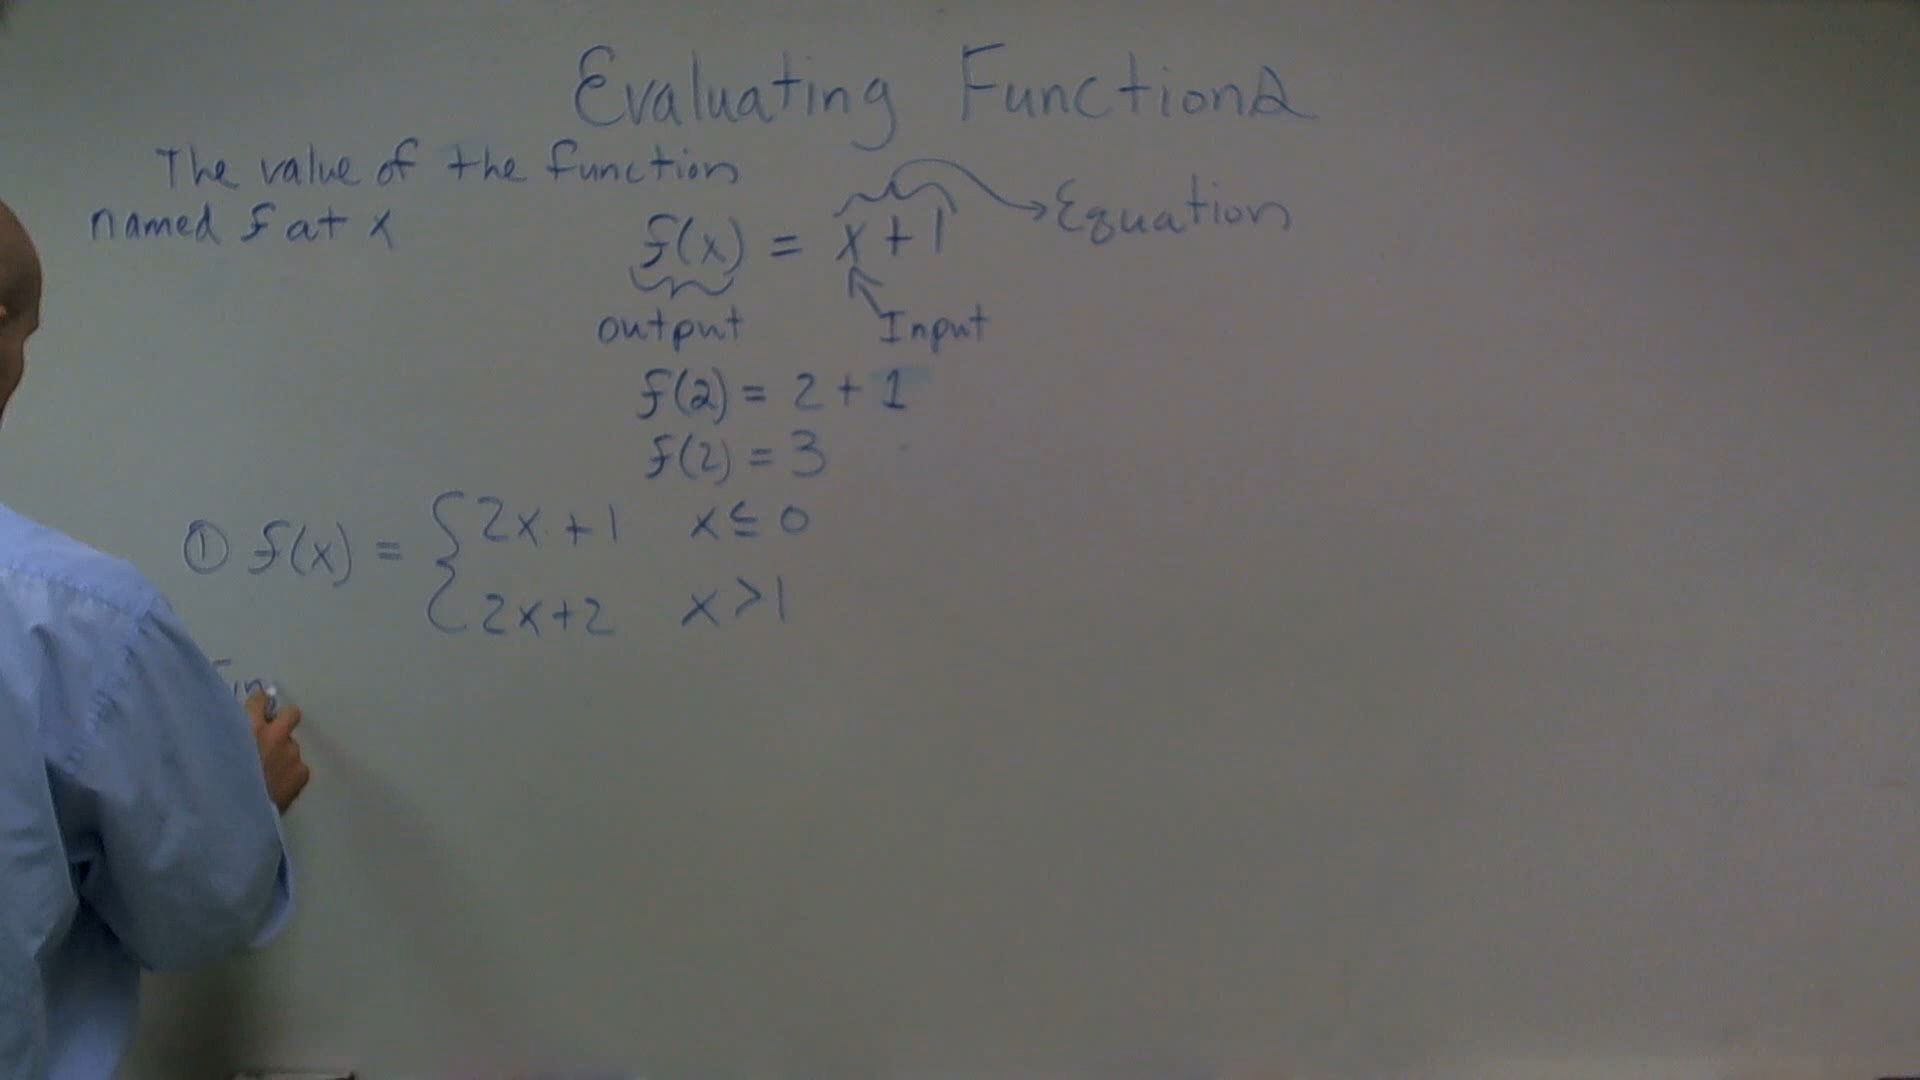 Evaluating Functions
The value of the function
named f at x
f(x) = x + 1
Equation
output
Input
f(2) = 2 + 1
f(2) = 3
① f(x) = { 2x + 1 x ≤ 0
2x + 2 x > 1